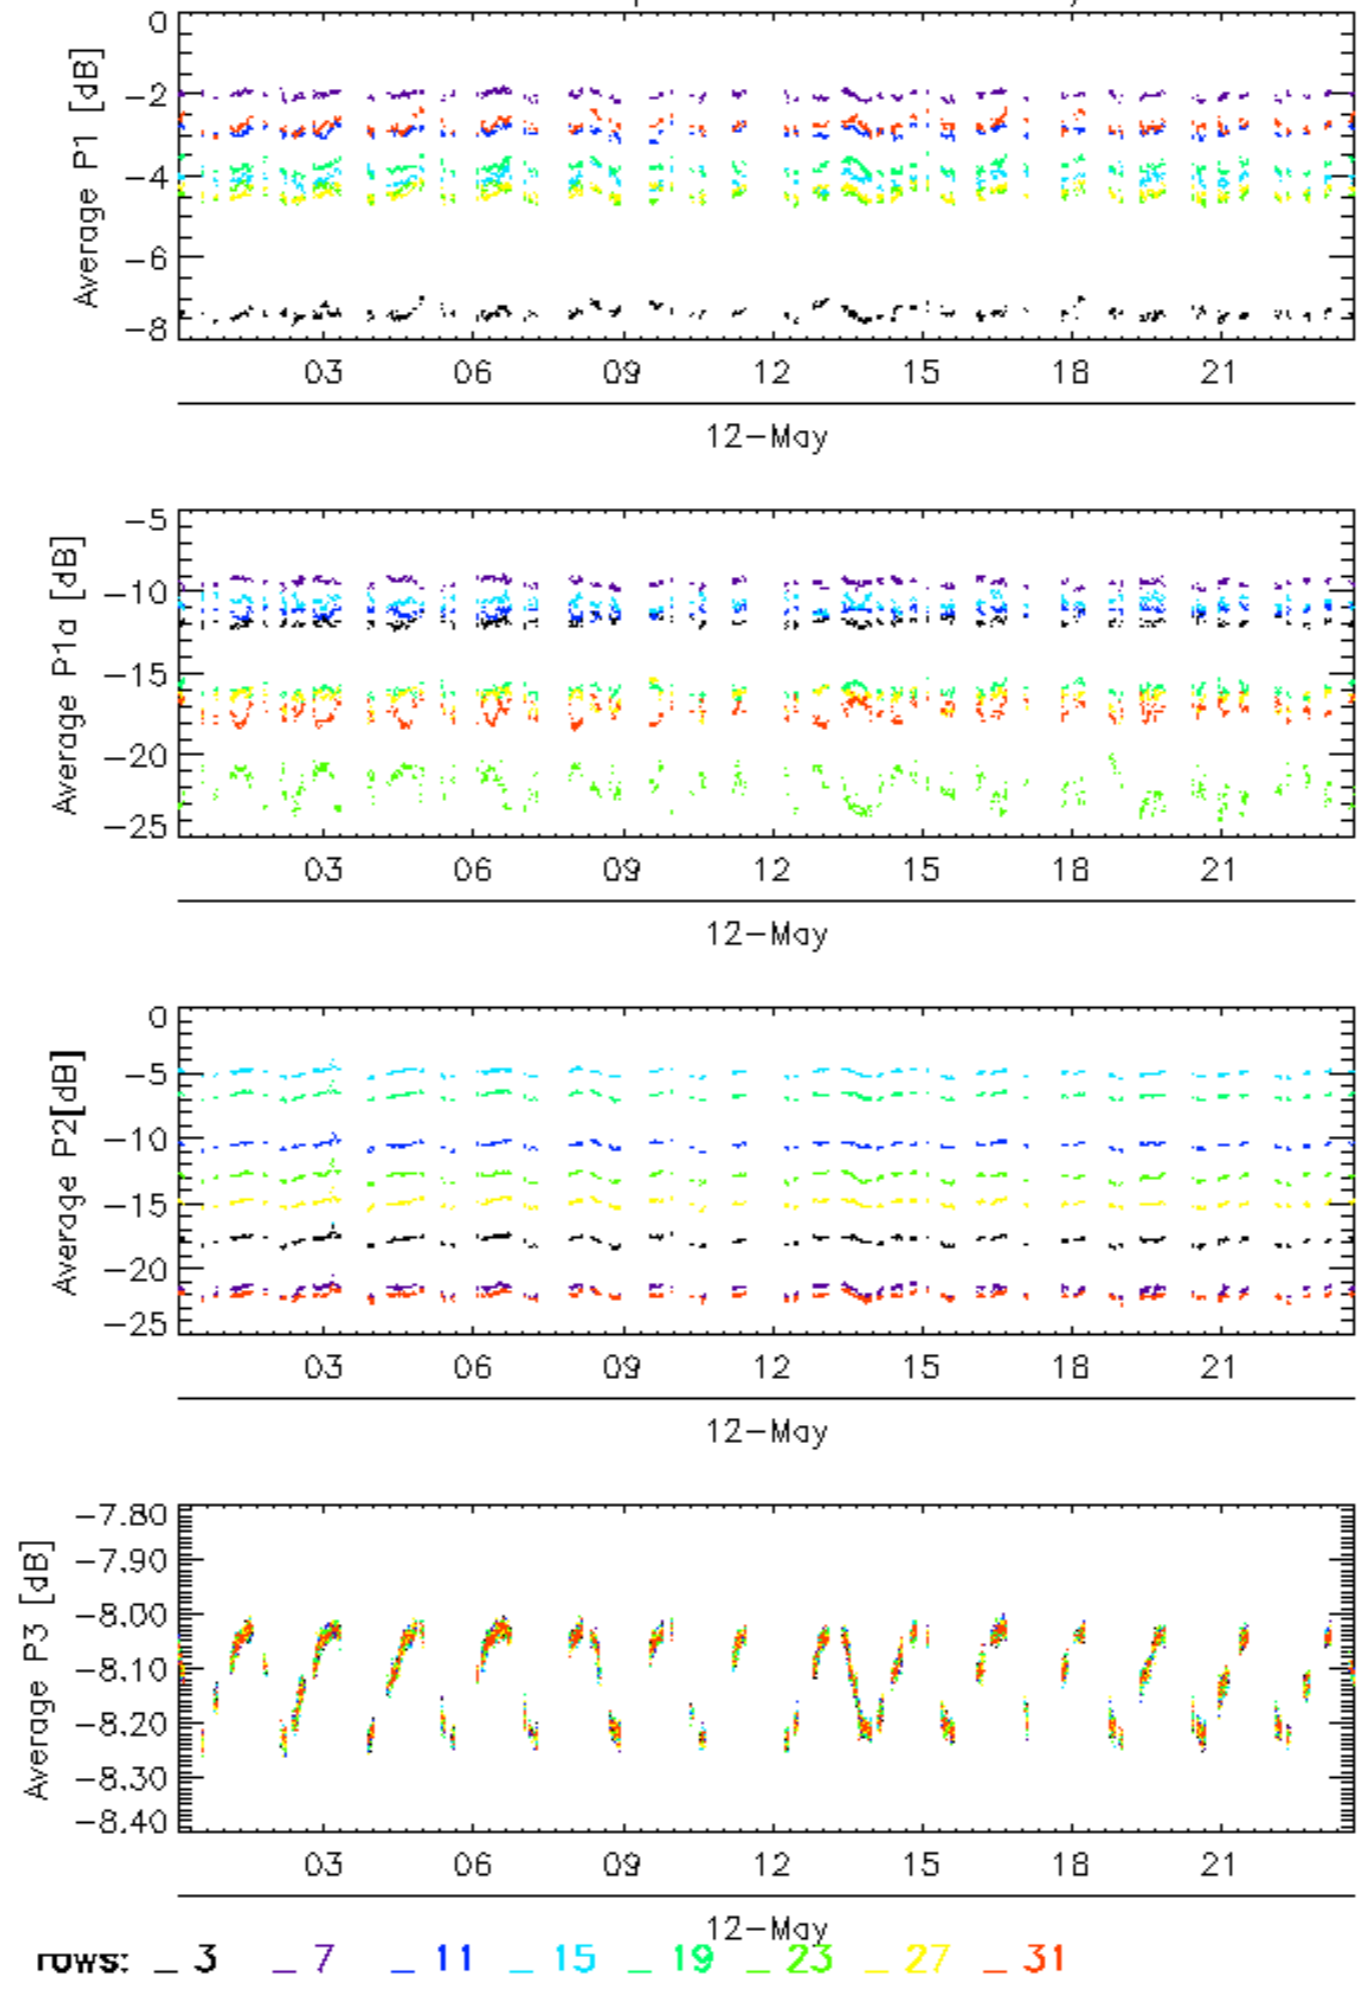 0
-2
-4
-6
-8
Average P1 [dB]
03 06 09 12 15 18 21
12-May
-5
-10
-15
-20
-25
Average P1a [dB]
03 06 09 12 15 18 21
12-May
0
-5
-10
-15
-20
-25
Average P2[dB]
03 06 09 12 15 18 21
12-May
-7.80
-7.90
-8.00
-8.10
-8.20
-8.30
-8.40
Average P3 [dB]
03 06 09 12 15 18 21
12-May
rows: _ 3 _ 7 _ 11 _ 15 _ 19 _ 23 _ 27 _ 31